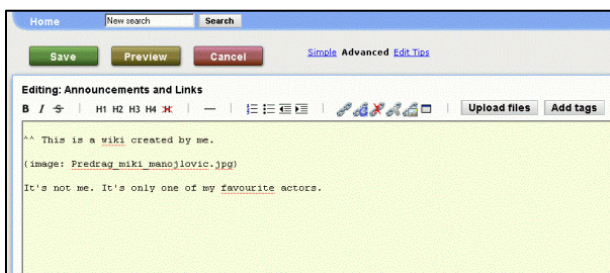 Home New search Search
Save Preview Cancel Simple Advanced Edit Tips
Editing: Announcements and Links
B I S H1 H2 H3 H4 H Upload files Add tags
^^ This is a wiki created by me.
(image: Predrag_miki_manojlovic.jpg)
It's not me. It's only one of my favourite actors.